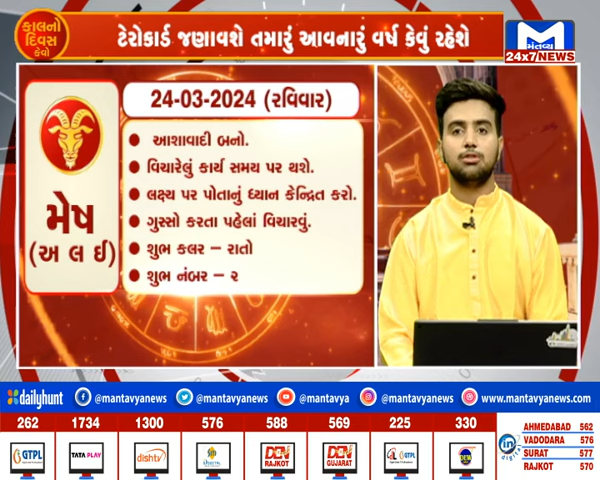 કાલનો
દિવસ
કેવો
ટેરોકાર્ડ જણાવશે તમારું આવનારું વર્ષ કેવું રહેશે
મંતવ્ય
24x7NEWS
24-03-2024 (રવિવાર)
આશાવાદી બનો.
વિચારેલું કાર્ય સમય પર થશે.
લક્ષ્ય પર પોતાનું ધ્યાન કેન્દ્રિત કરો.
ગુસ્સો કરતા પહેલાં વિચારવું.
શુભ કલર – રાતો
શુભ નંબર – ૨
મેષ
(અ લ ઈ)
dailyhunt @mantavyanews @mantavyanews @mantavya @mantavyanews www.mantavyanews.com
262 1734 1300 576 588 569 225 330
GTPL TATA PLAY dishtv DEN RAJKOT DEN GUJARAT GTPL
in digital
AHMEDABAD 562
VADODARA 576
SURAT 577
RAJKOT 570